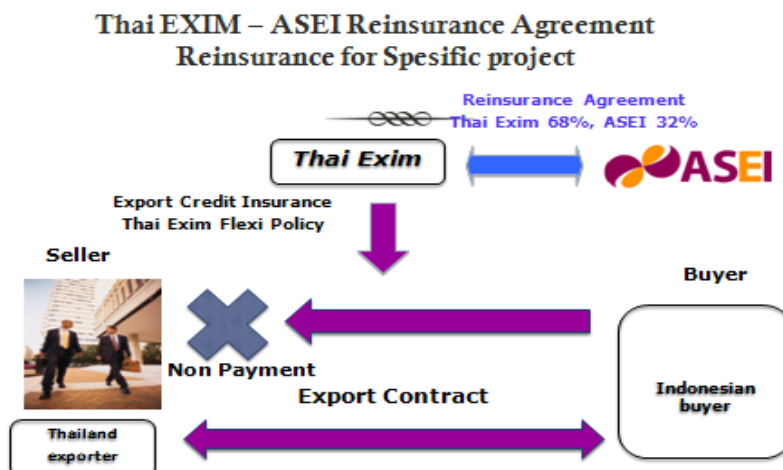 Thai EXIM – ASEI Reinsurance Agreement
Reinsurance for Spesific project
Reinsurance Agreement
Thai Exim 68%, ASEI 32%
Thai Exim
ASEI
Export Credit Insurance
Thai Exim Flexi Policy
Seller
Buyer
Non Payment
Export Contract
Indonesian
buyer
Thailand
exporter